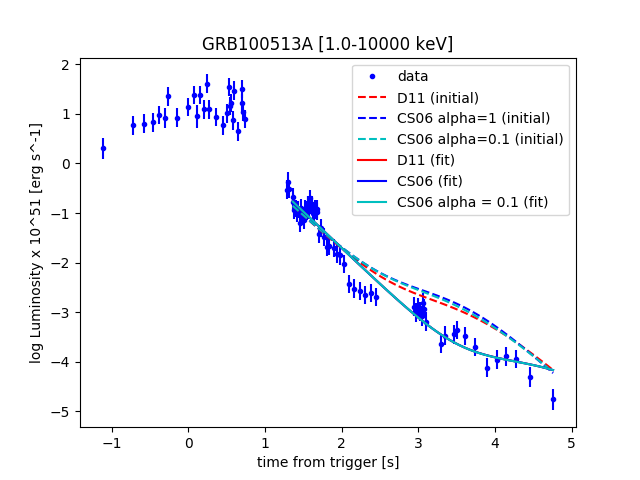 GRB100513A [1.0-10000 keV]
data
D11 (initial)
CS06 alpha=1 (initial)
CS06 alpha=0.1 (initial)
D11 (fit)
CS06 (fit)
CS06 alpha = 0.1 (fit)
log Luminosity x 10^51 [erg s^-1]
2
1
0
−1
−2
−3
−4
−5
−1 0 1 2 3 4 5
time from trigger [s]